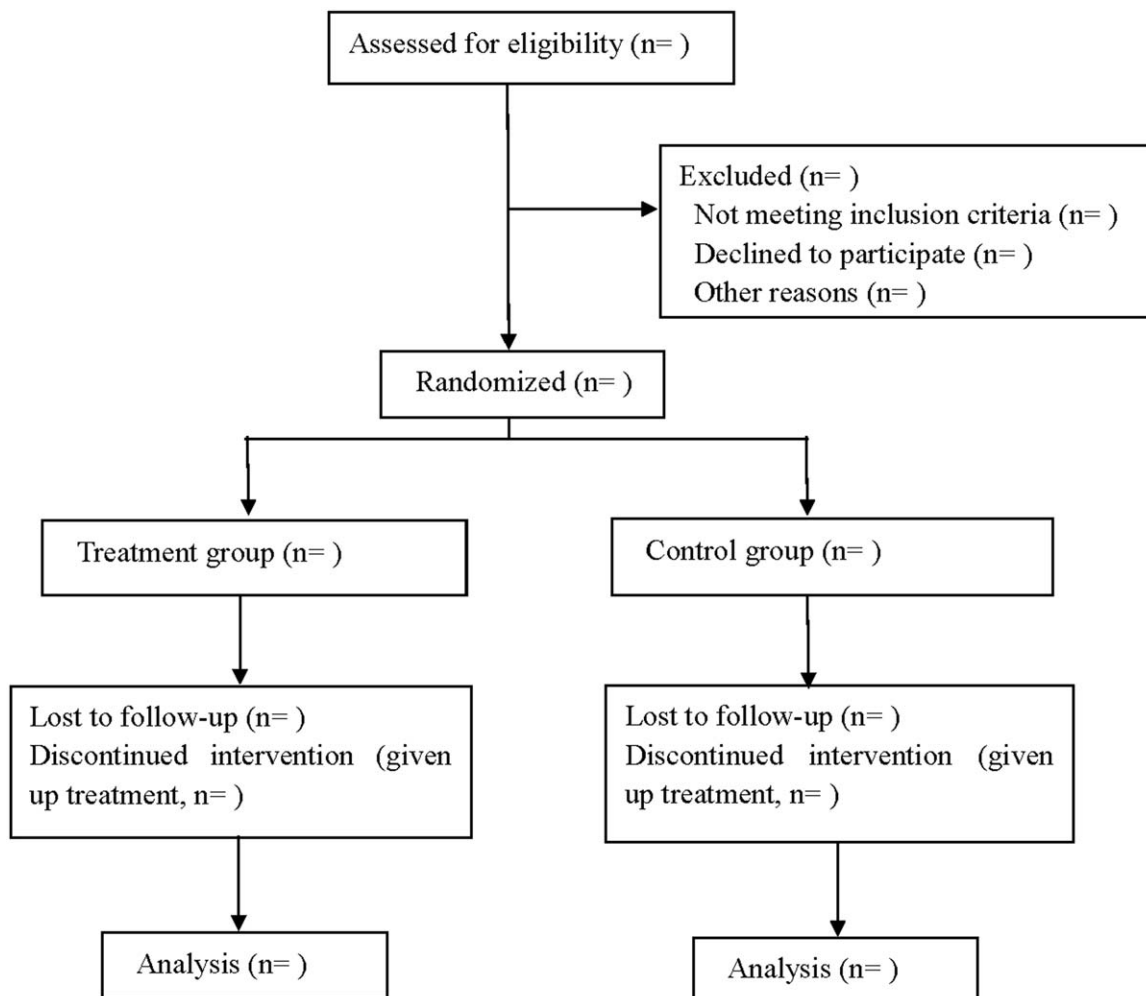 Assessed for eligibility (n= )
Excluded (n= )
Not meeting inclusion criteria (n= )
Declined to participate (n= )
Other reasons (n= )
Randomized (n= )
Treatment group (n= )
Control group (n= )
Lost to follow-up (n= )
Discontinued intervention (given
up treatment, n= )
Lost to follow-up (n= )
Discontinued intervention (given
up treatment, n= )
Analysis (n= )
Analysis (n= )